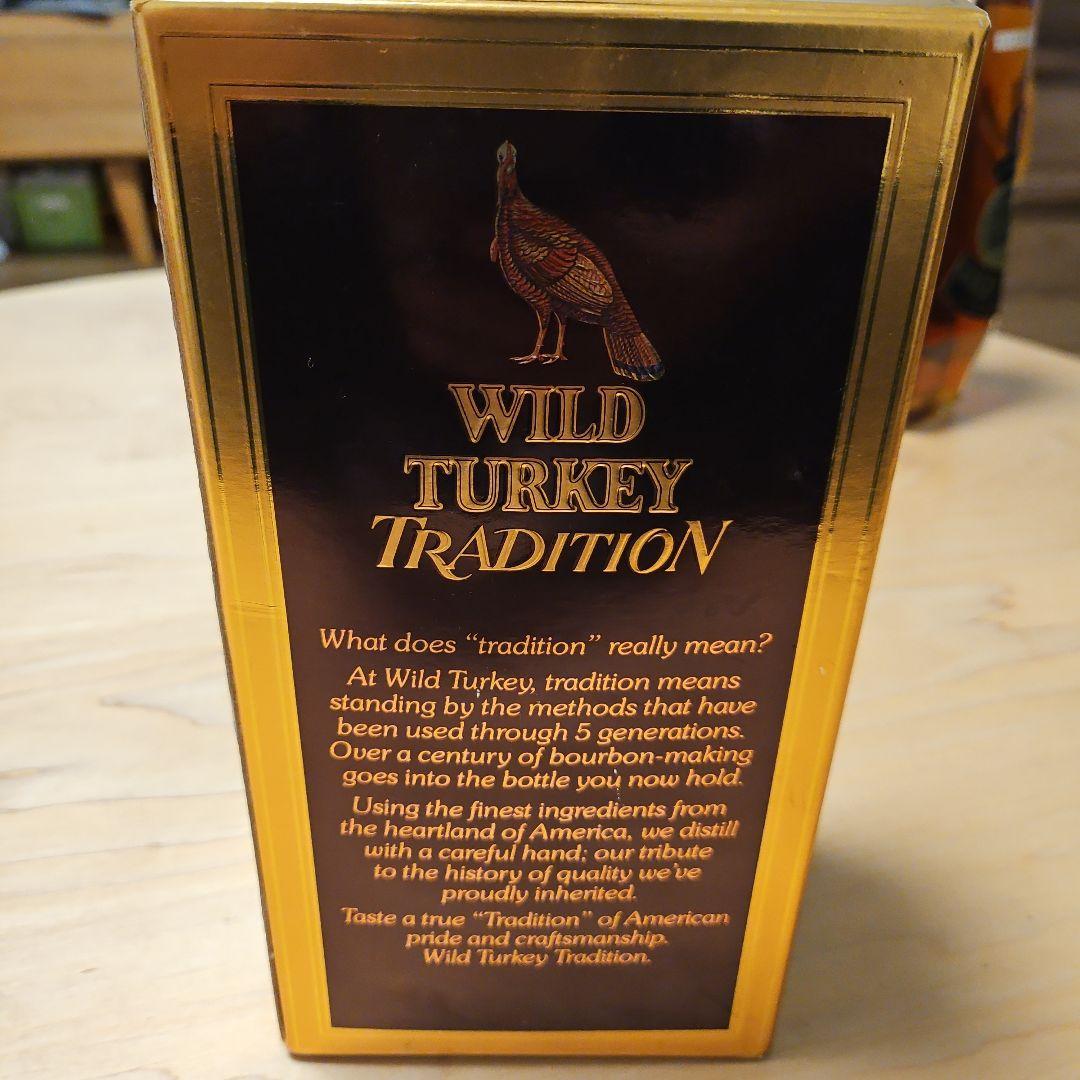 WILD
TURKEY
TRADITION
What does “tradition” really mean?
At Wild Turkey, tradition means
standing by the methods that have
been used through 5 generations.
Over a century of bourbon-making
goes into the bottle you now hold.
Using the finest ingredients from
the heartland of America, we distill
with a careful hand; our tribute
to the history of quality we’ve
proudly inherited.
Taste a true “Tradition” of American
pride and craftsmanship.
Wild Turkey Tradition.